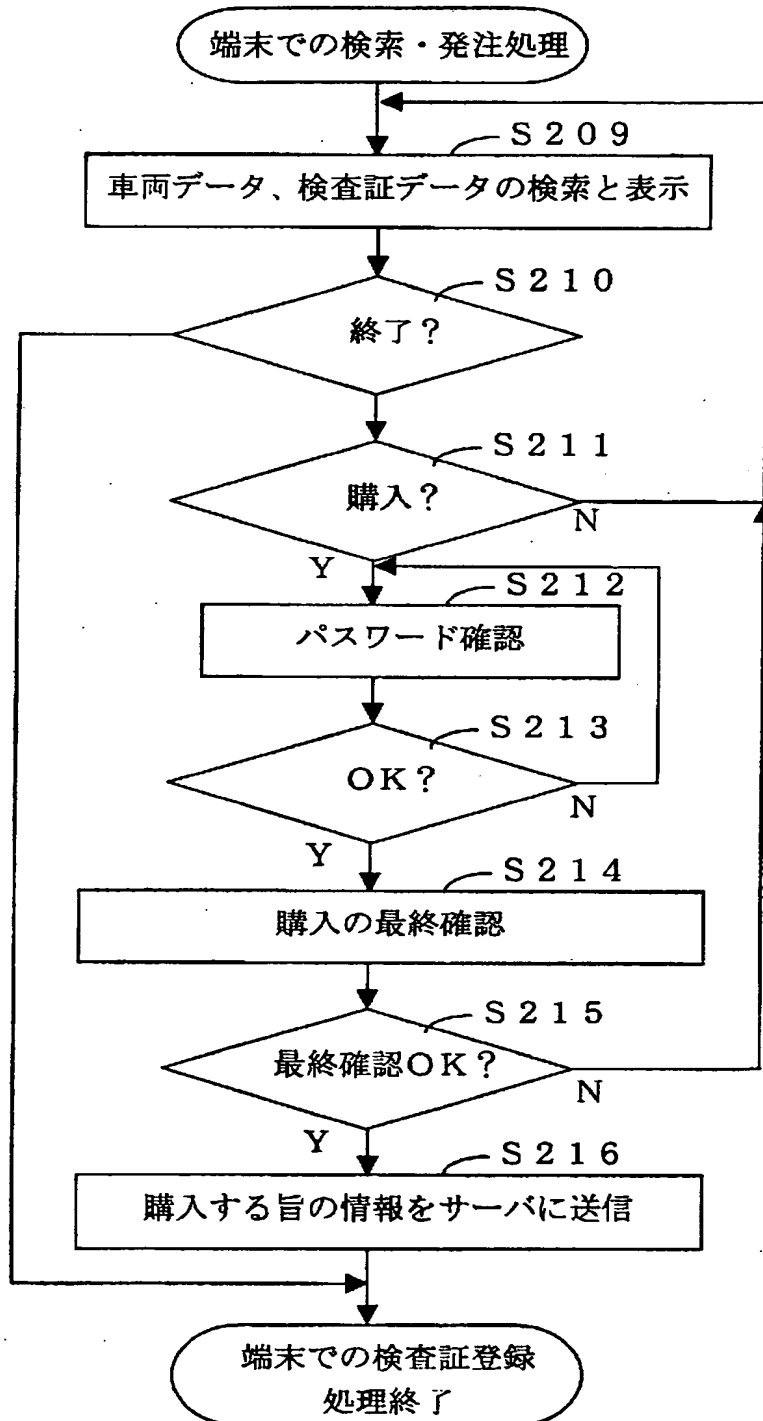 端末での検索・発注処理
S209
車両データ、検査証データの検索と表示
S210
終了？
S211
購入？
N
Y
S212
パスワード確認
S213
OK？
N
Y
S214
購入の最終確認
S215
最終確認OK？
N
Y
S216
購入する旨の情報をサーバに送信
端末での検査証登録
処理終了